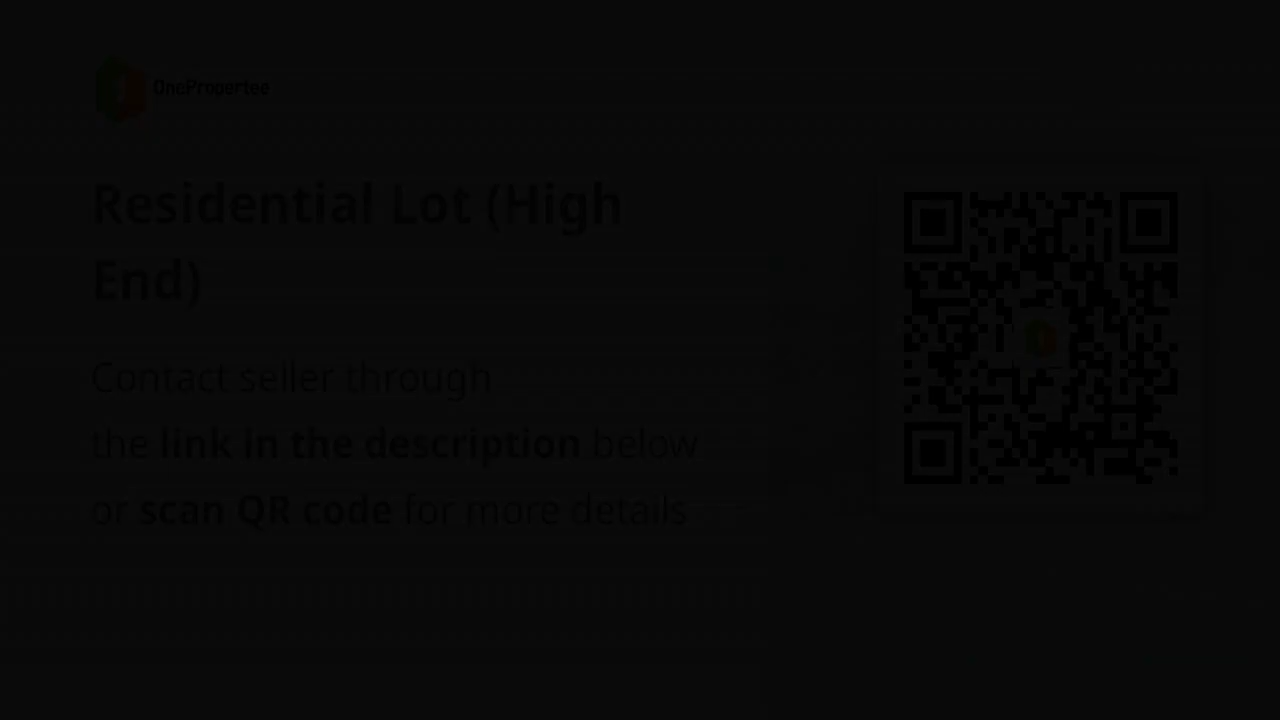 OnePropertee
Residential Lot (High
End)
Contact seller through
the link in the description below
or scan QR code for more details